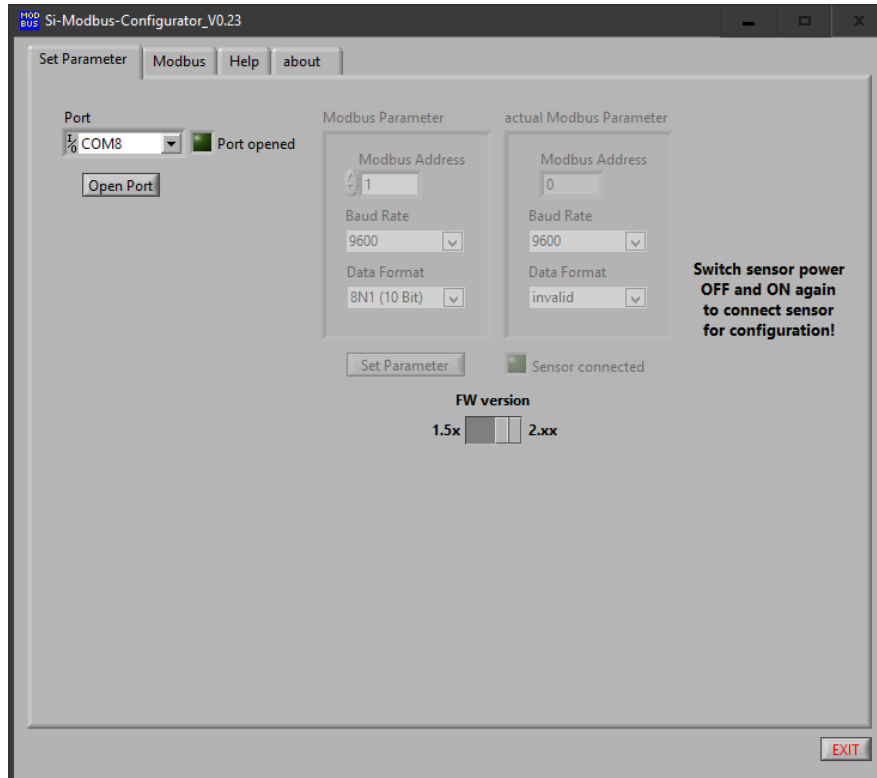 MOD
BUS
Si-Modbus-Configurator_V0.23
Set Parameter
Modbus
Help
about
Port
I/O
COM8
Port opened
Open Port
Modbus Parameter
Modbus Address
1
Baud Rate
9600
Data Format
8N1 (10 Bit)
Set Parameter
actual Modbus Parameter
Modbus Address
0
Baud Rate
9600
Data Format
invalid
Sensor connected
Switch sensor power
OFF and ON again
to connect sensor
for configuration!
FW version
1.5x
2.xx
EXIT